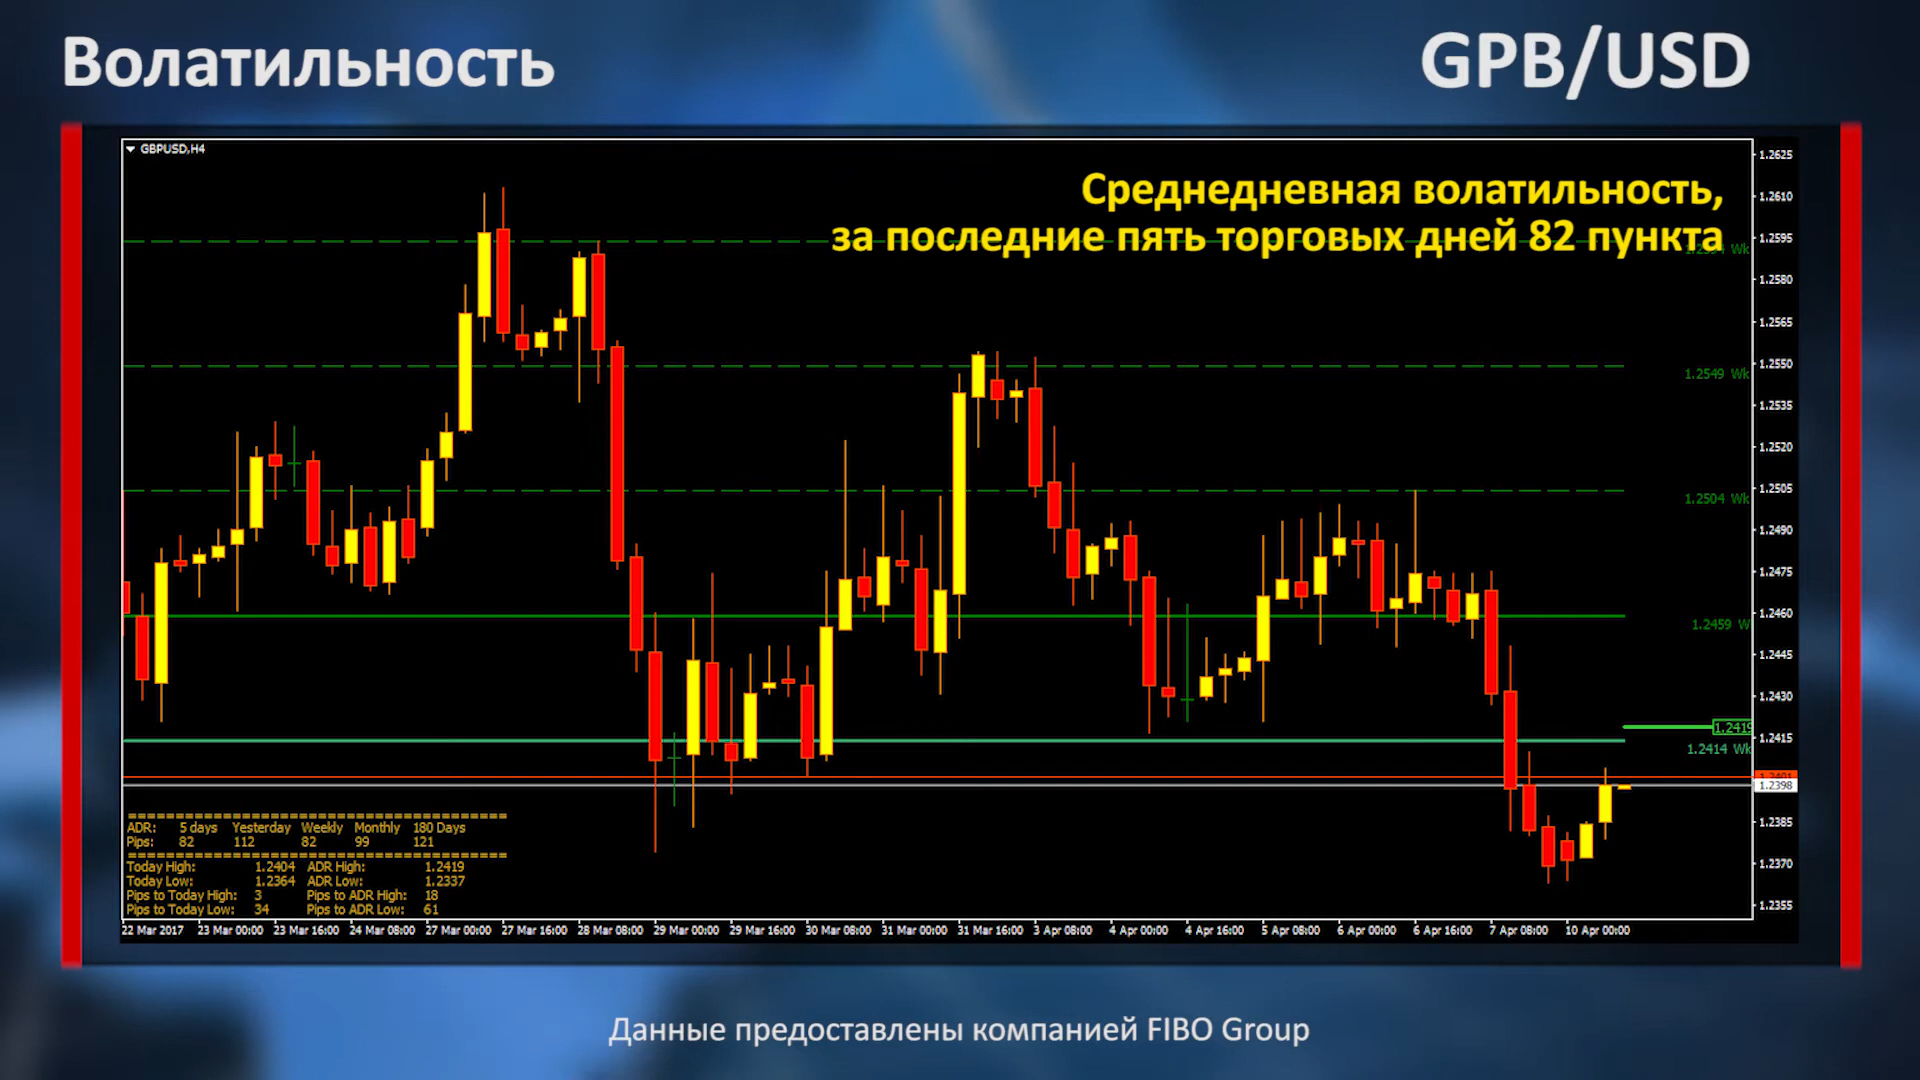 Волатильность
GPB/USD
GBPUSD,H4
Среднедневная волатильность,
за последние пять торговых дней 82 пункта
1.2625
1.2610
1.2595
1.2580
1.2565
1.2550
1.2535
1.2520
1.2505
1.2490
1.2475
1.2460
1.2445
1.2430
1.2415
1.2398
1.2385
1.2370
1.2355
1.2549 Wk
1.2504 Wk
1.2459 W
1.2419
1.2414 Wk
ADR: 5 days Yesterday Weekly Monthly 180 Days
Pips: 82 112 82 99 121
Today High: 1.2404 ADR High: 1.2419
Today Low: 1.2364 ADR Low: 1.2337
Pips to Today High: 3 Pips to ADR High: 18
Pips to Today Low: 34 Pips to ADR Low: 61
22 Mar 2017 23 Mar 00:00 23 Mar 16:00 24 Mar 08:00 27 Mar 00:00 27 Mar 16:00 28 Mar 08:00 29 Mar 00:00 29 Mar 16:00 30 Mar 08:00 31 Mar 00:00 31 Mar 16:00 3 Apr 08:00 4 Apr 00:00 4 Apr 16:00 5 Apr 08:00 6 Apr 00:00 6 Apr 16:00 7 Apr 08:00 10 Apr 00:00
Данные предоставлены компанией FIBO Group